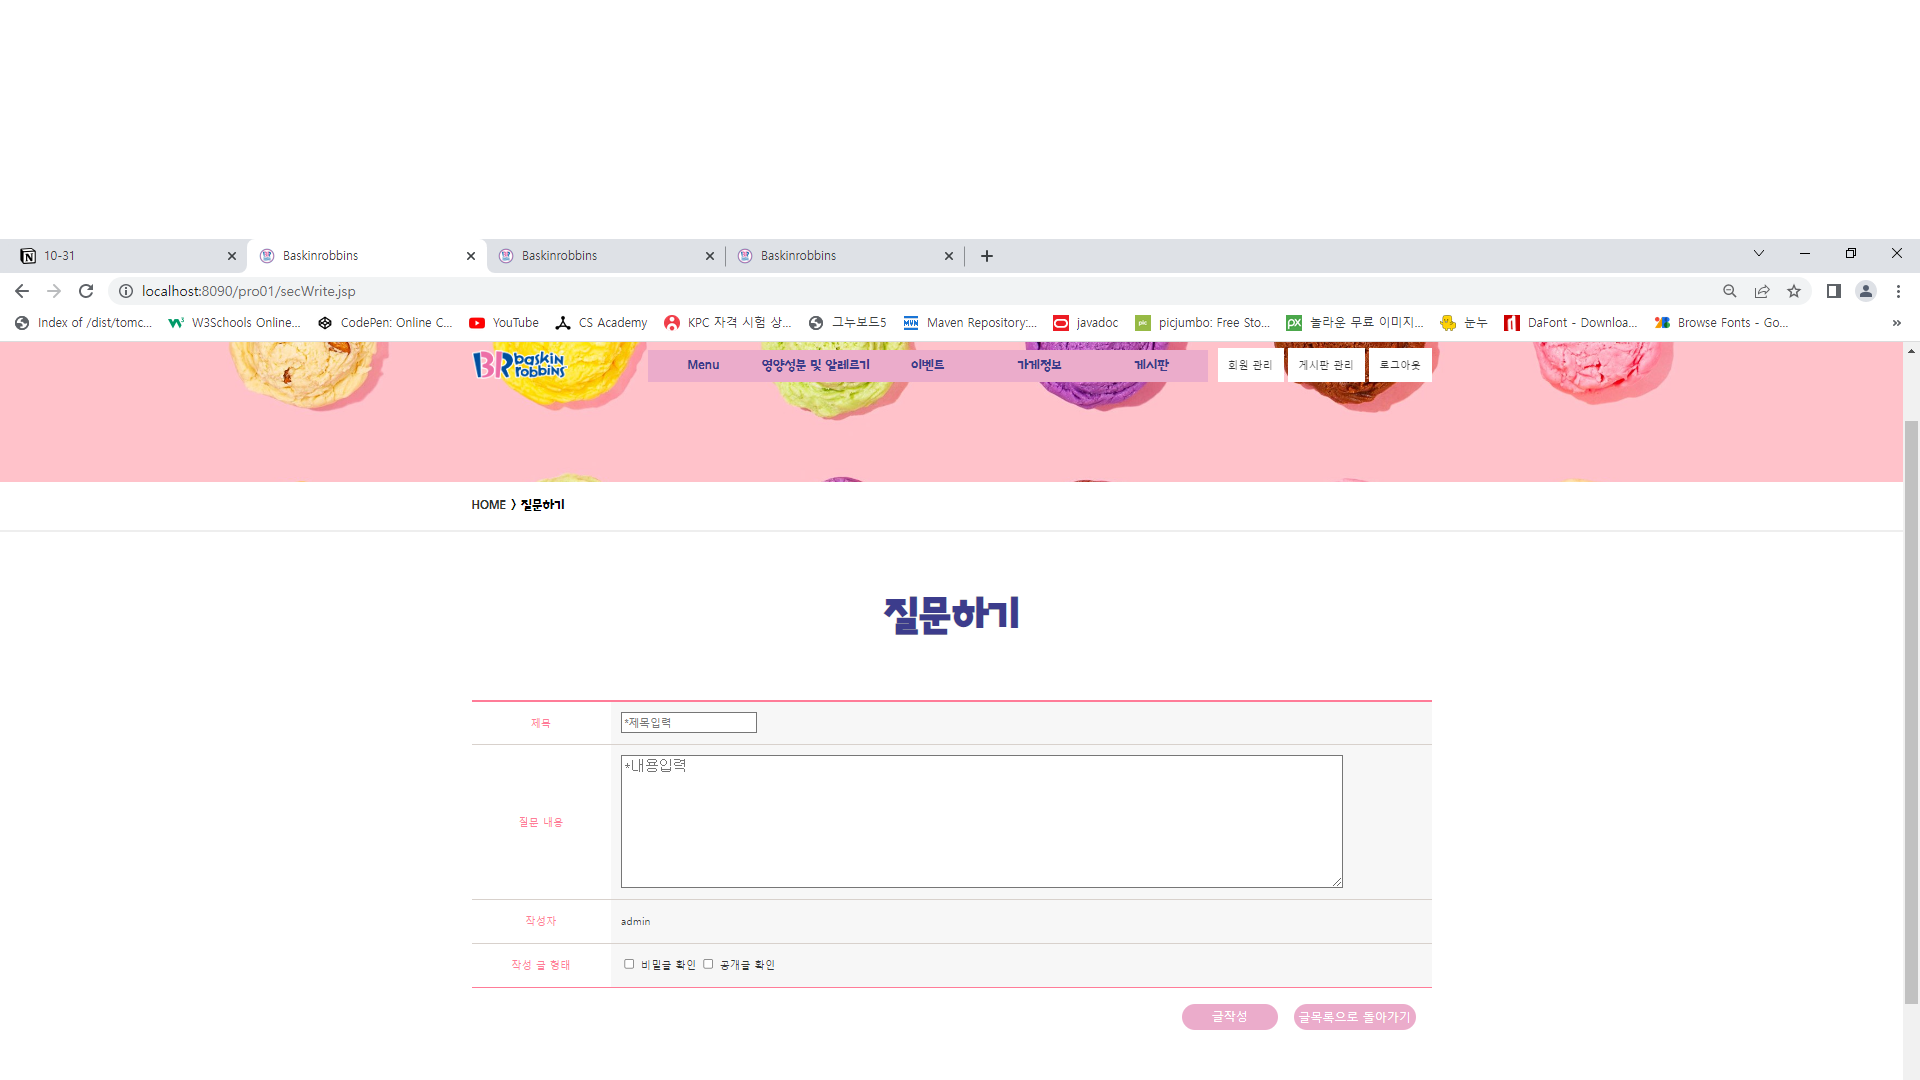 10-31
Baskinrobbins
Baskinrobbins
Baskinrobbins
localhost:8090/pro01/secWrite.jsp
Index of /dist/tomc...
W3Schools Online...
CodePen: Online C...
YouTube
CS Academy
KPC 자격 시험 상...
그누보드5
MVN
Maven Repository:...
javadoc
pic
picjumbo: Free Sto...
px
놀라운 무료 이미지...
눈누
DaFont - Downloa...
Browse Fonts - Go...
»
BR baskin robbins
Menu
영양성분 및 알레르기
이벤트
가게정보
게시판
회원 관리
게시판 관리
로그아웃
HOME > 질문하기
질문하기
제목
*제목입력
질문 내용
*내용입력
작성자
admin
작성 글 형태
비밀글 확인
공개글 확인
글작성
글목록으로 돌아가기